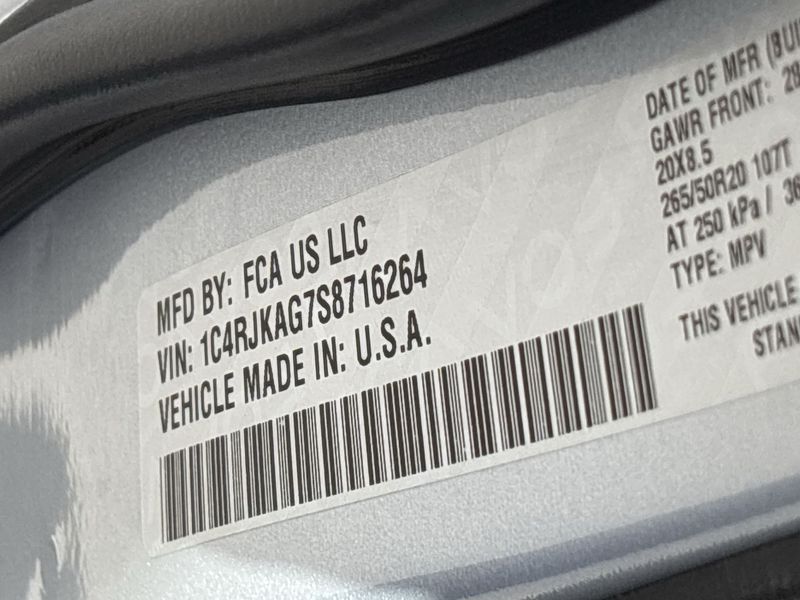 MFD BY: FCA US LLC
VIN: 1C4RJKAG7S8716264
VEHICLE MADE IN: U.S.A.
DATE OF MFR
GAWR FRONT:
20X8.5
265/50R20 107T
AT 250 kPa /
TYPE: MPV
THIS VEHICLE